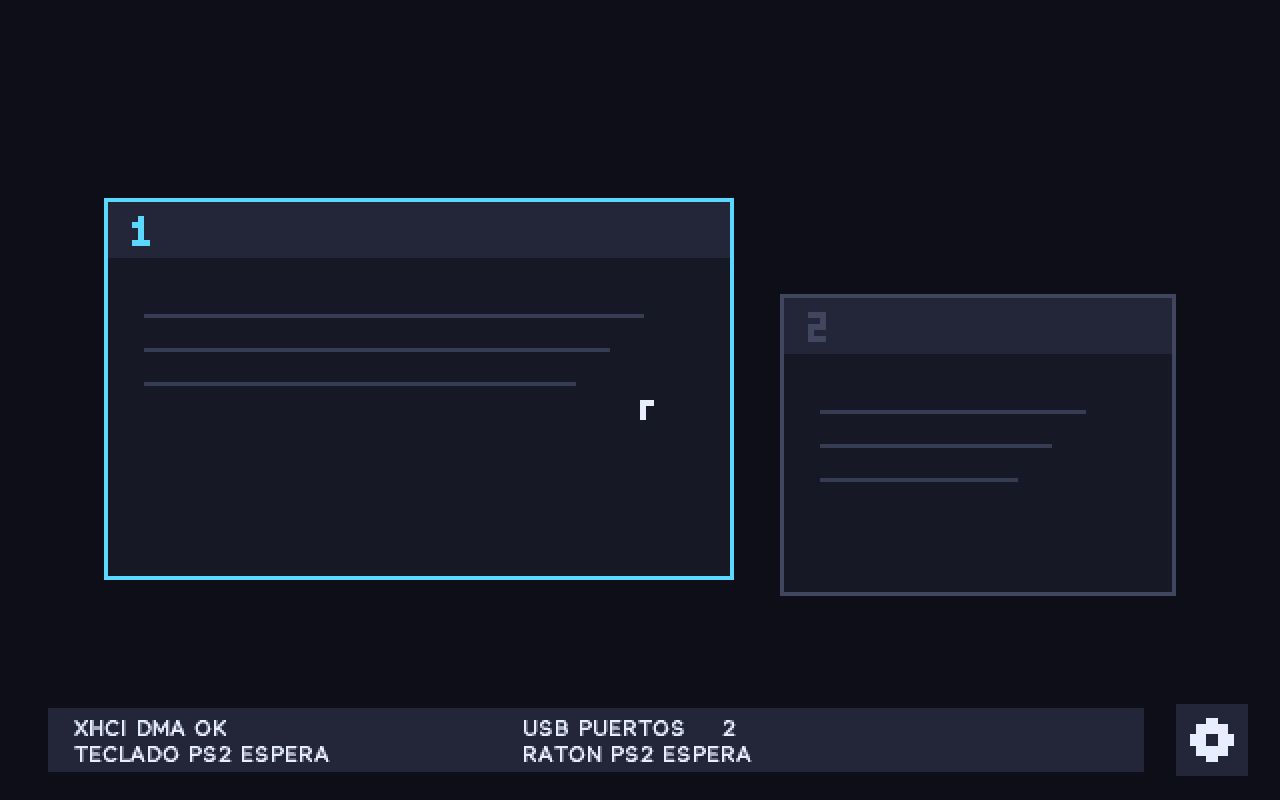 1
2
XHCI DMA OK USB PUERTOS 2
TECLADO PS2 ESPERA RATON PS2 ESPERA